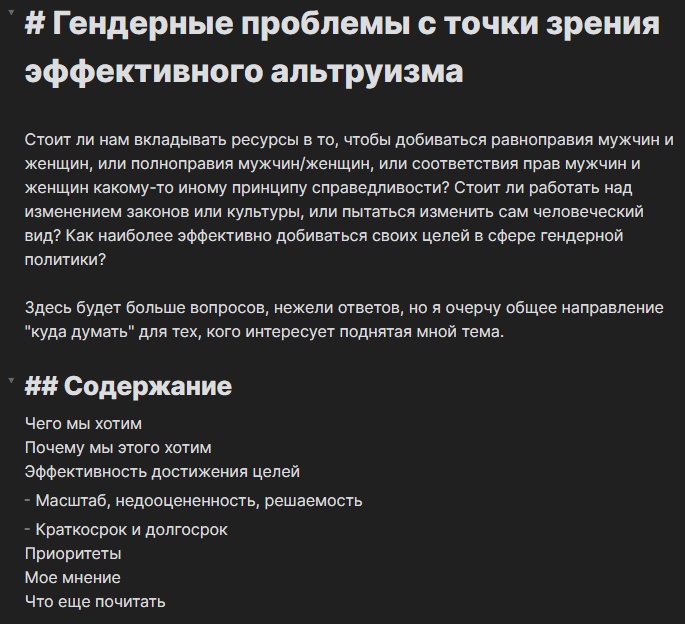 # Гендерные проблемы с точки зрения
эффективного альтруизма
Стоит ли нам вкладывать ресурсы в то, чтобы добиваться равноправия мужчин и
женщин, или полноправия мужчин/женщин, или соответствия прав мужчин и
женщин какому-то иному принципу справедливости? Стоит ли работать над
изменением законов или культуры, или пытаться изменить сам человеческий
вид? Как наиболее эффективно добиваться своих целей в сфере гендерной
политики?
Здесь будет больше вопросов, нежели ответов, но я очерчу общее направление
"куда думать" для тех, кого интересует поднятая мной тема.
## Содержание
Чего мы хотим
Почему мы этого хотим
Эффективность достижения целей
- Масштаб, недооцененность, решаемость
- Краткосрок и долгосрок
Приоритеты
Мое мнение
Что еще почитать